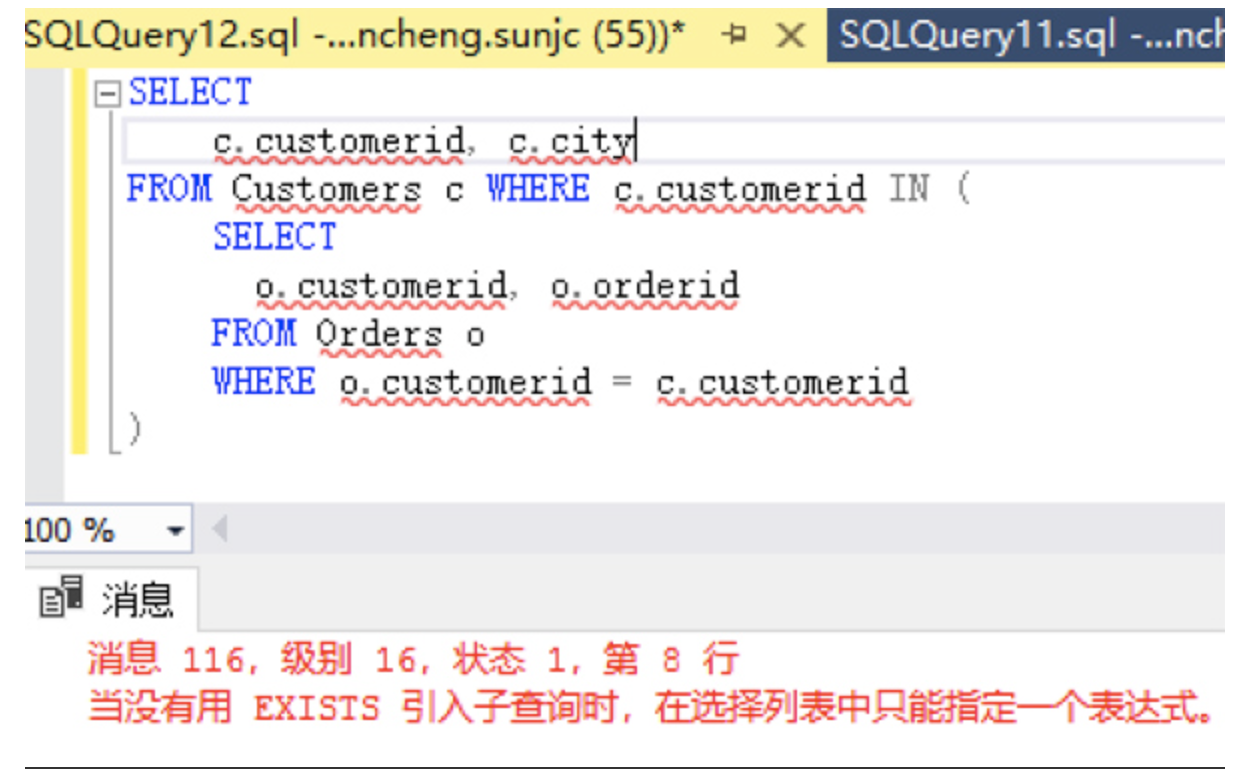 SQLQuery12.sql -...ncheng.sunjc (55))* SQLQuery11.sql -...nch
SELECT
c.customerid, c.city
FROM Customers c WHERE c.customerid IN (
SELECT
o.customerid, o.orderid
FROM Orders o
WHERE o.customerid = c.customerid
)
100 %
消息
消息 116, 级别 16, 状态 1, 第 8 行
当没有用 EXISTS 引入子查询时, 在选择列表中只能指定一个表达式。